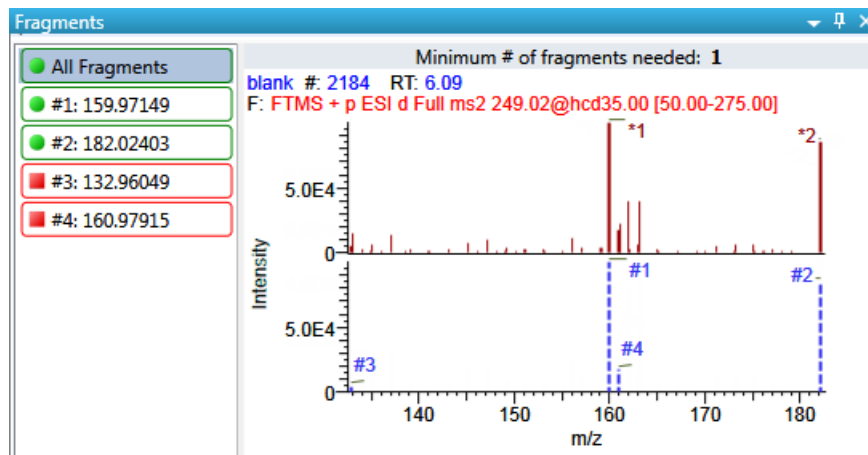 Fragments
All Fragments
#1: 159.97149
#2: 182.02403
#3: 132.96049
#4: 160.97915
Minimum # of fragments needed: 1
blank #: 2184 RT: 6.09
F: FTMS + p ESI d Full ms2 249.02@hcd35.00 [50.00-275.00]
*1
*2
5.0E4
0
Intensity
#1
#2
5.0E4
#4
#3
0
140 150 160 170 180
m/z